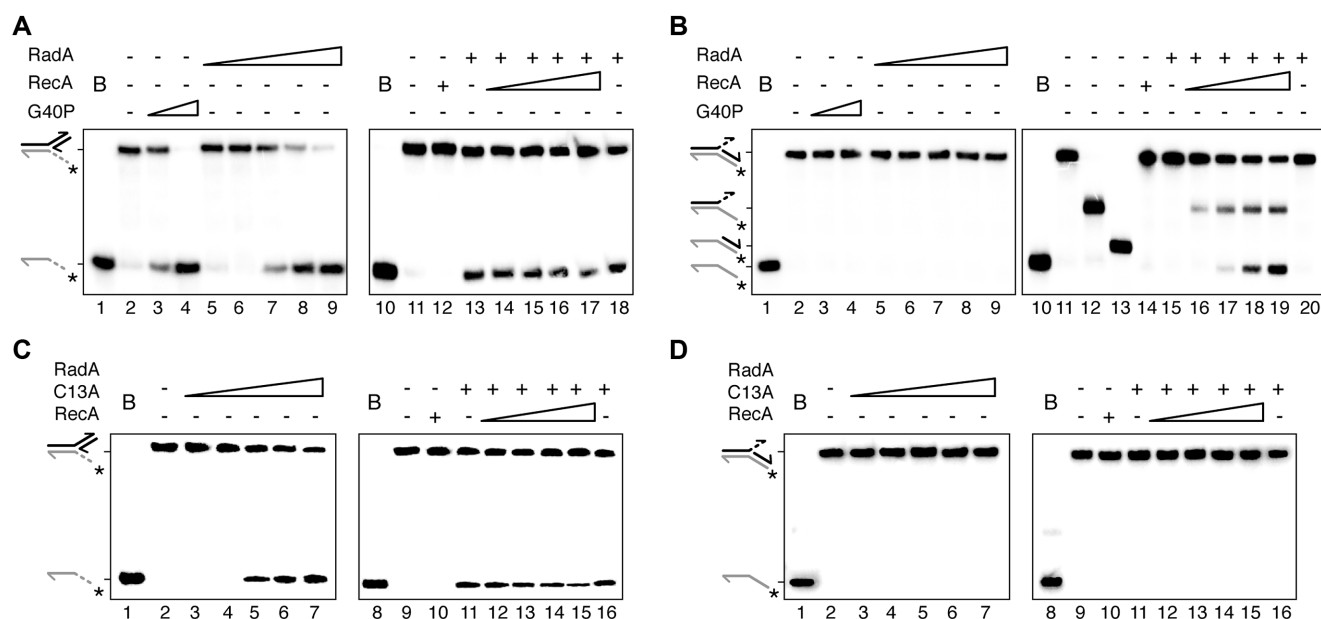 A
RadA - - - + + + + + +
RecA B - - - - - - - - B - + - -
G40P - - - - - - - - - -
* 
*
1 2 3 4 5 6 7 8 9 10 11 12 13 14 15 16 17 18
B
RadA - - - - - - + + + + + +
RecA B - - - - - - - - B - - - + - -
G40P - - - - - - - - - - - - - - -
*
*
*
*
1 2 3 4 5 6 7 8 9 10 11 12 13 14 15 16 17 18 19 20
C
RadA
C13A - - - + + + + + +
RecA B - - - - - - B - + - -
*
*
1 2 3 4 5 6 7 8 9 10 11 12 13 14 15 16
D
RadA
C13A - - - + + + + + +
RecA B - - - - - - B - + - -
*
*
1 2 3 4 5 6 7 8 9 10 11 12 13 14 15 16